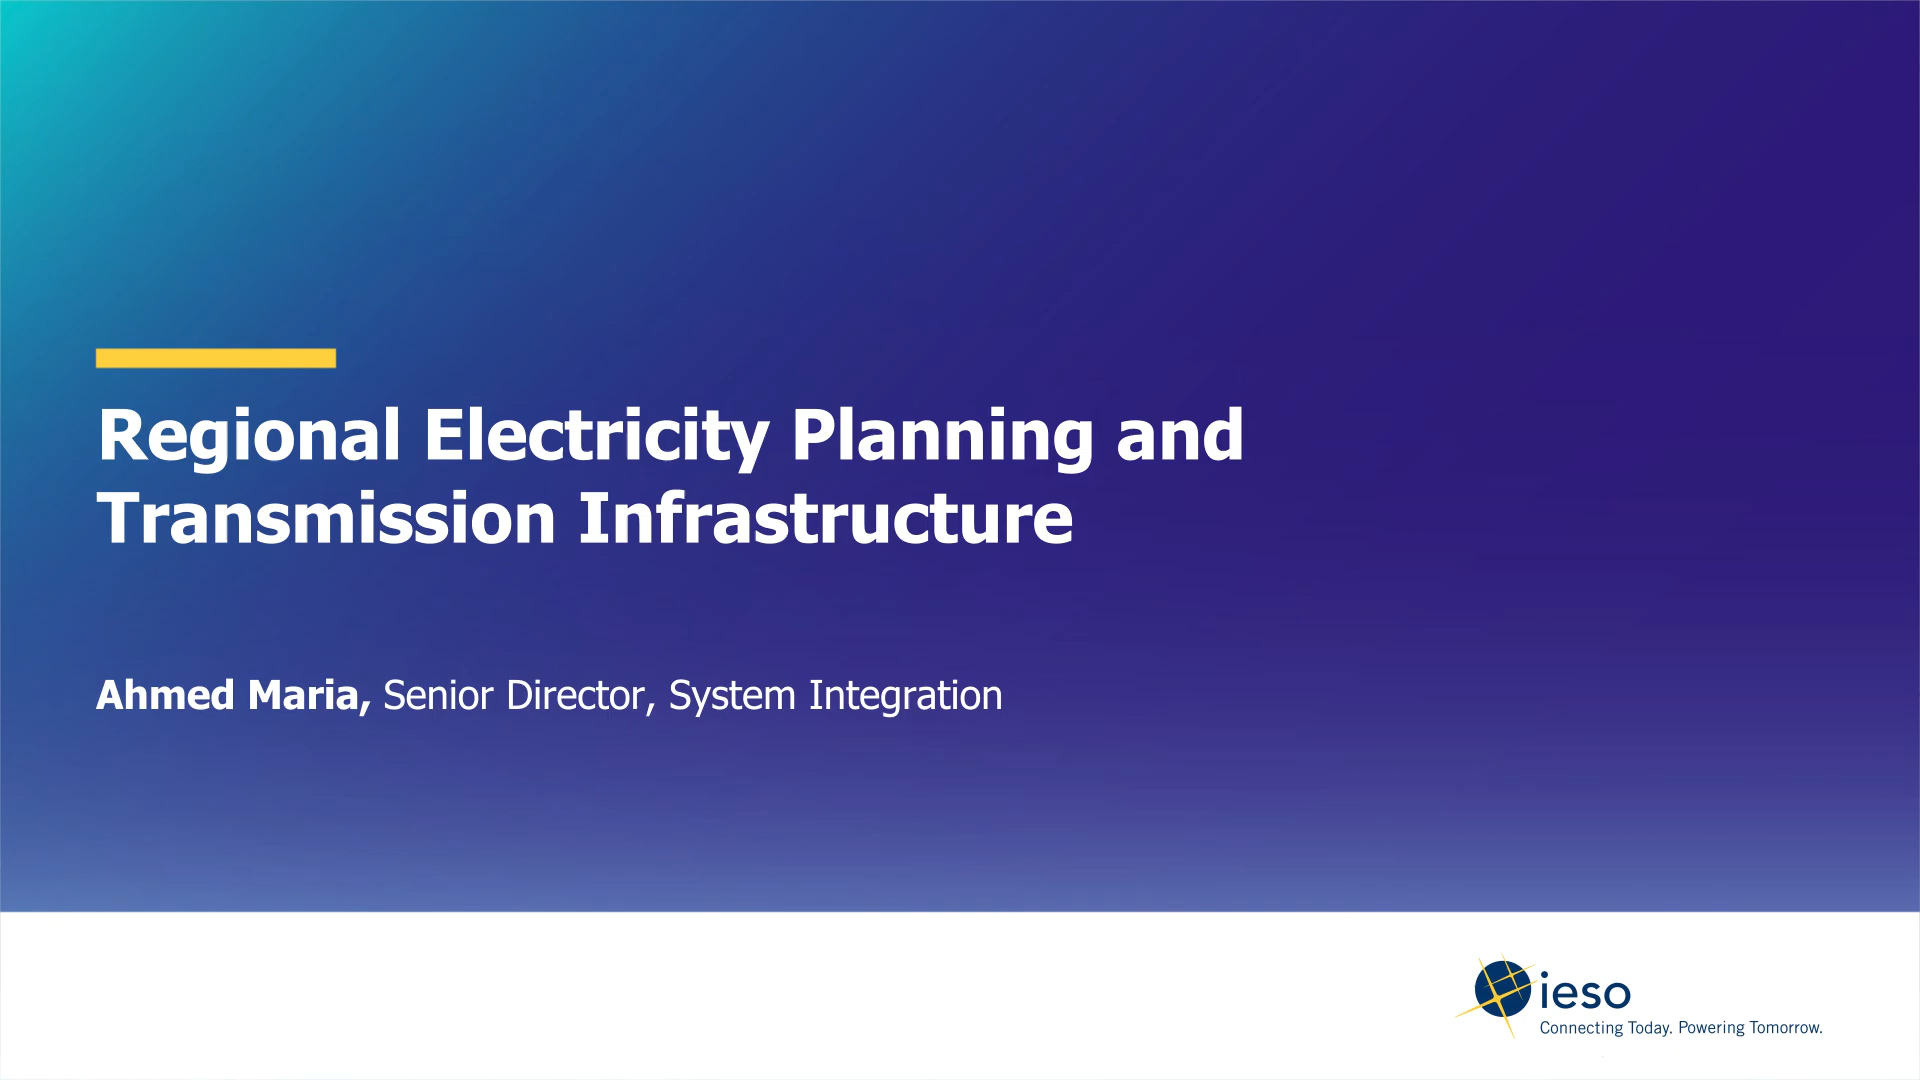 Regional Electricity Planning and
Transmission Infrastructure
Ahmed Maria, Senior Director, System Integration
ieso
Connecting Today. Powering Tomorrow.